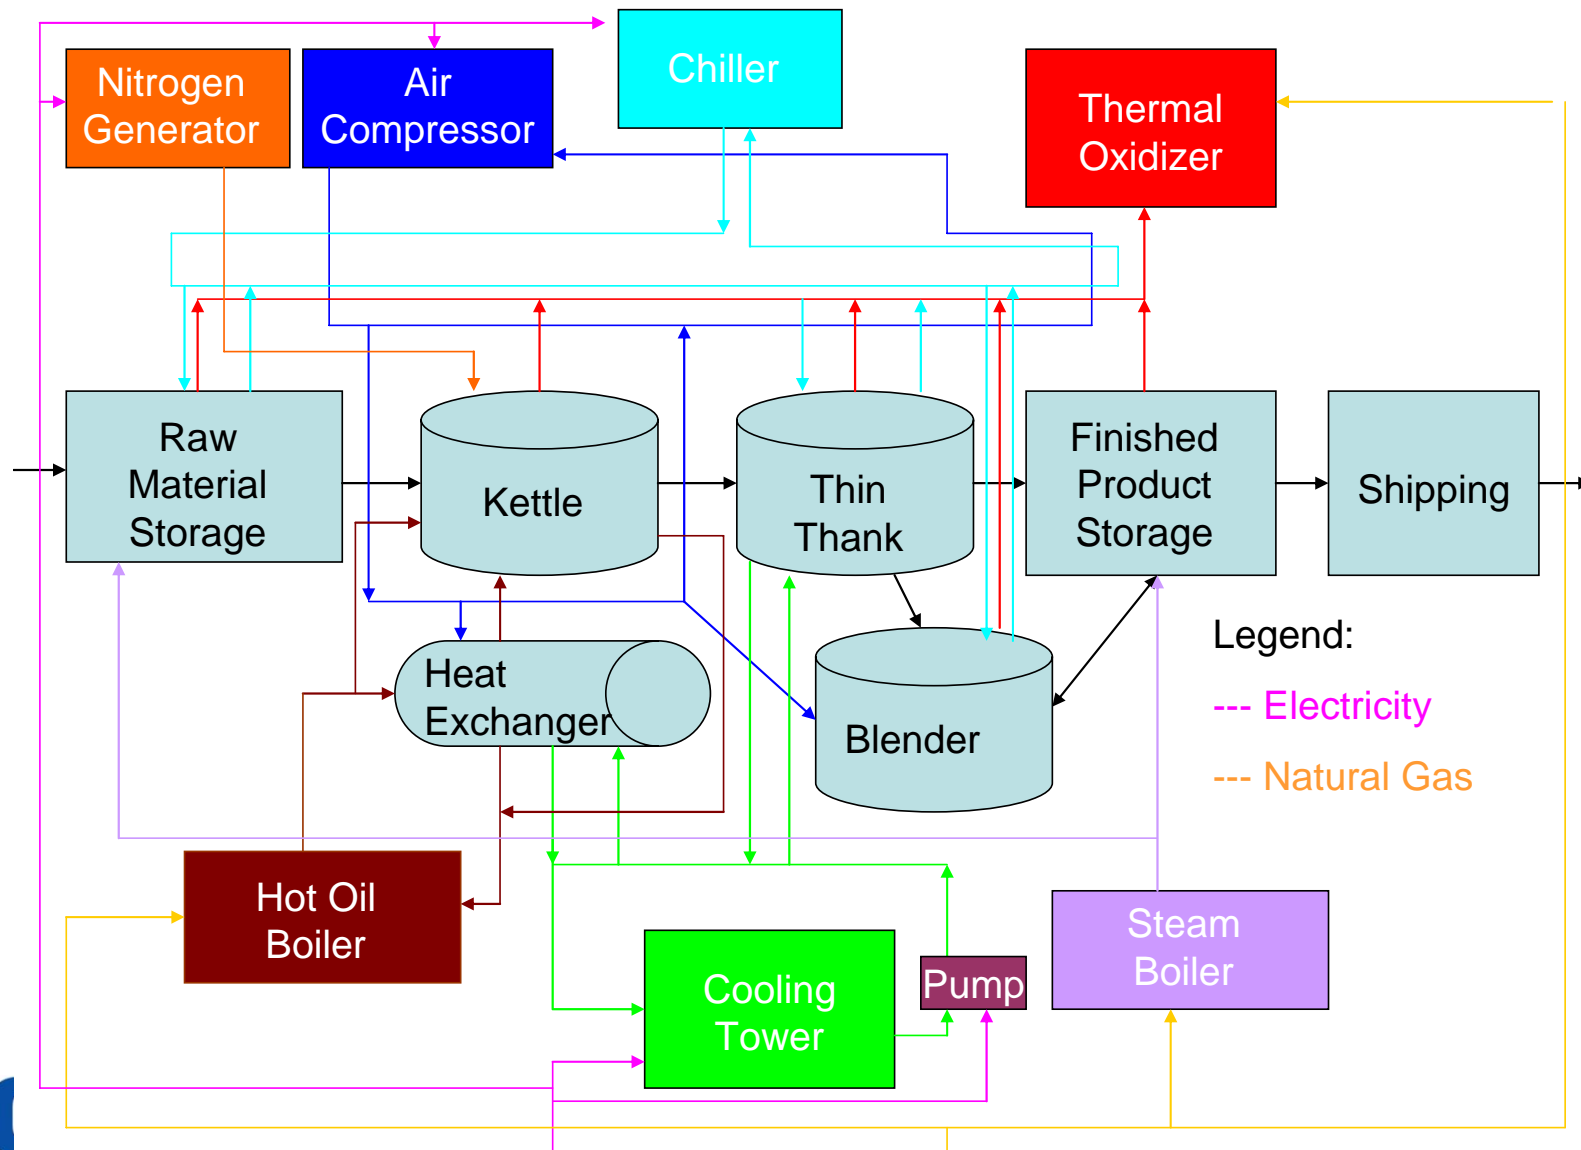 Nitrogen
Generator
Air
Compressor
Chiller
Thermal
Oxidizer
Raw
Material
Storage
Kettle
Thin
Thank
Finished
Product
Storage
Shipping
Heat
Exchanger
Blender
Legend:
--- Electricity
--- Natural Gas
Hot Oil
Boiler
Cooling
Tower
Pump
Steam
Boiler